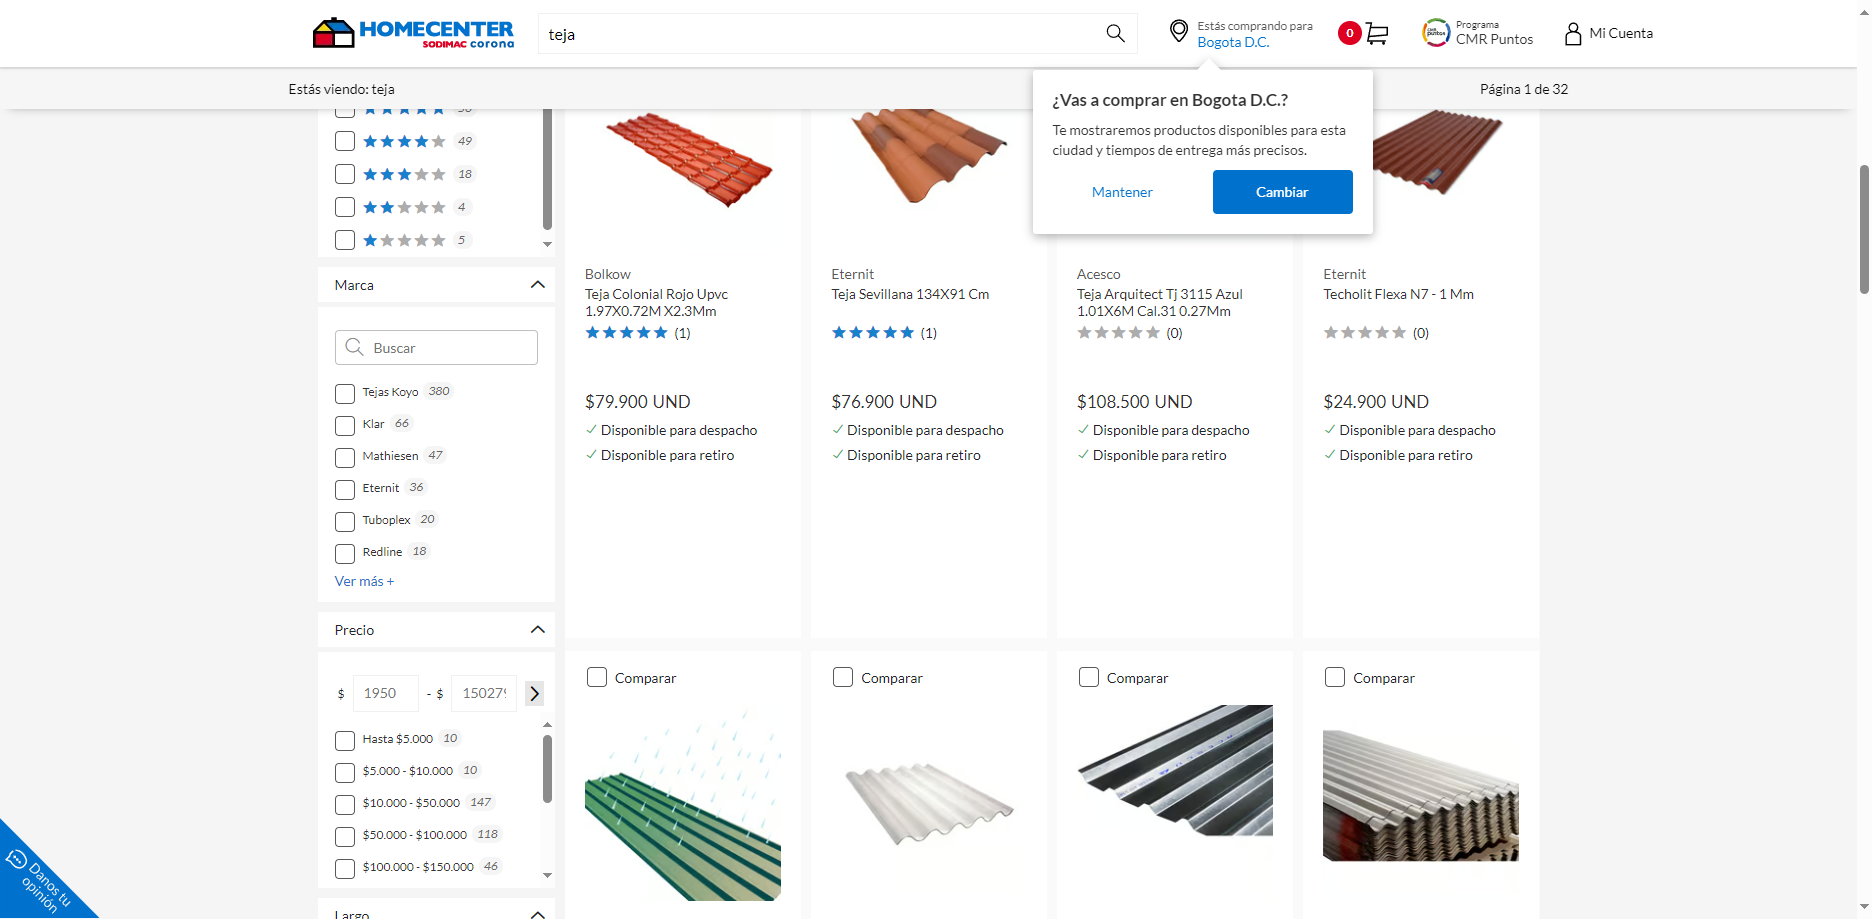 HOMECENTER
SODIMAC corona
teja
Estás comprando para
Bogota D.C.
0
Programa
CMR Puntos
Mi Cuenta
Estás viendo: teja
Página 1 de 32
¿Vas a comprar en Bogota D.C.?
Te mostraremos productos disponibles para esta
ciudad y tiempos de entrega más precisos.
Mantener
Cambiar
49
18
4
5
Marca
Buscar
Tejas Koyo 380
Klar 66
Mathiesen 47
Eternit 36
Tuboplex 20
Redline 18
Ver más +
Precio
$ 1950 - $ 15027
Hasta $5.000 10
$5.000 - $10.000 10
$10.000 - $50.000 147
$50.000 - $100.000 118
$100.000 - $150.000 46
Largo
Bolkow
Teja Colonial Rojo Upvc
1.97X0.72M X2.3Mm
(1)
$79.900 UND
Disponible para despacho
Disponible para retiro
Eternit
Teja Sevillana 134X91 Cm
(1)
$76.900 UND
Disponible para despacho
Disponible para retiro
Acesco
Teja Arquitect Tj 3115 Azul
1.01X6M Cal.31 0.27Mm
(0)
$108.500 UND
Disponible para despacho
Disponible para retiro
Eternit
Techolit Flexa N7 - 1 Mm
(0)
$24.900 UND
Disponible para despacho
Disponible para retiro
Comparar
Comparar
Comparar
Comparar
Danos tu
opinión